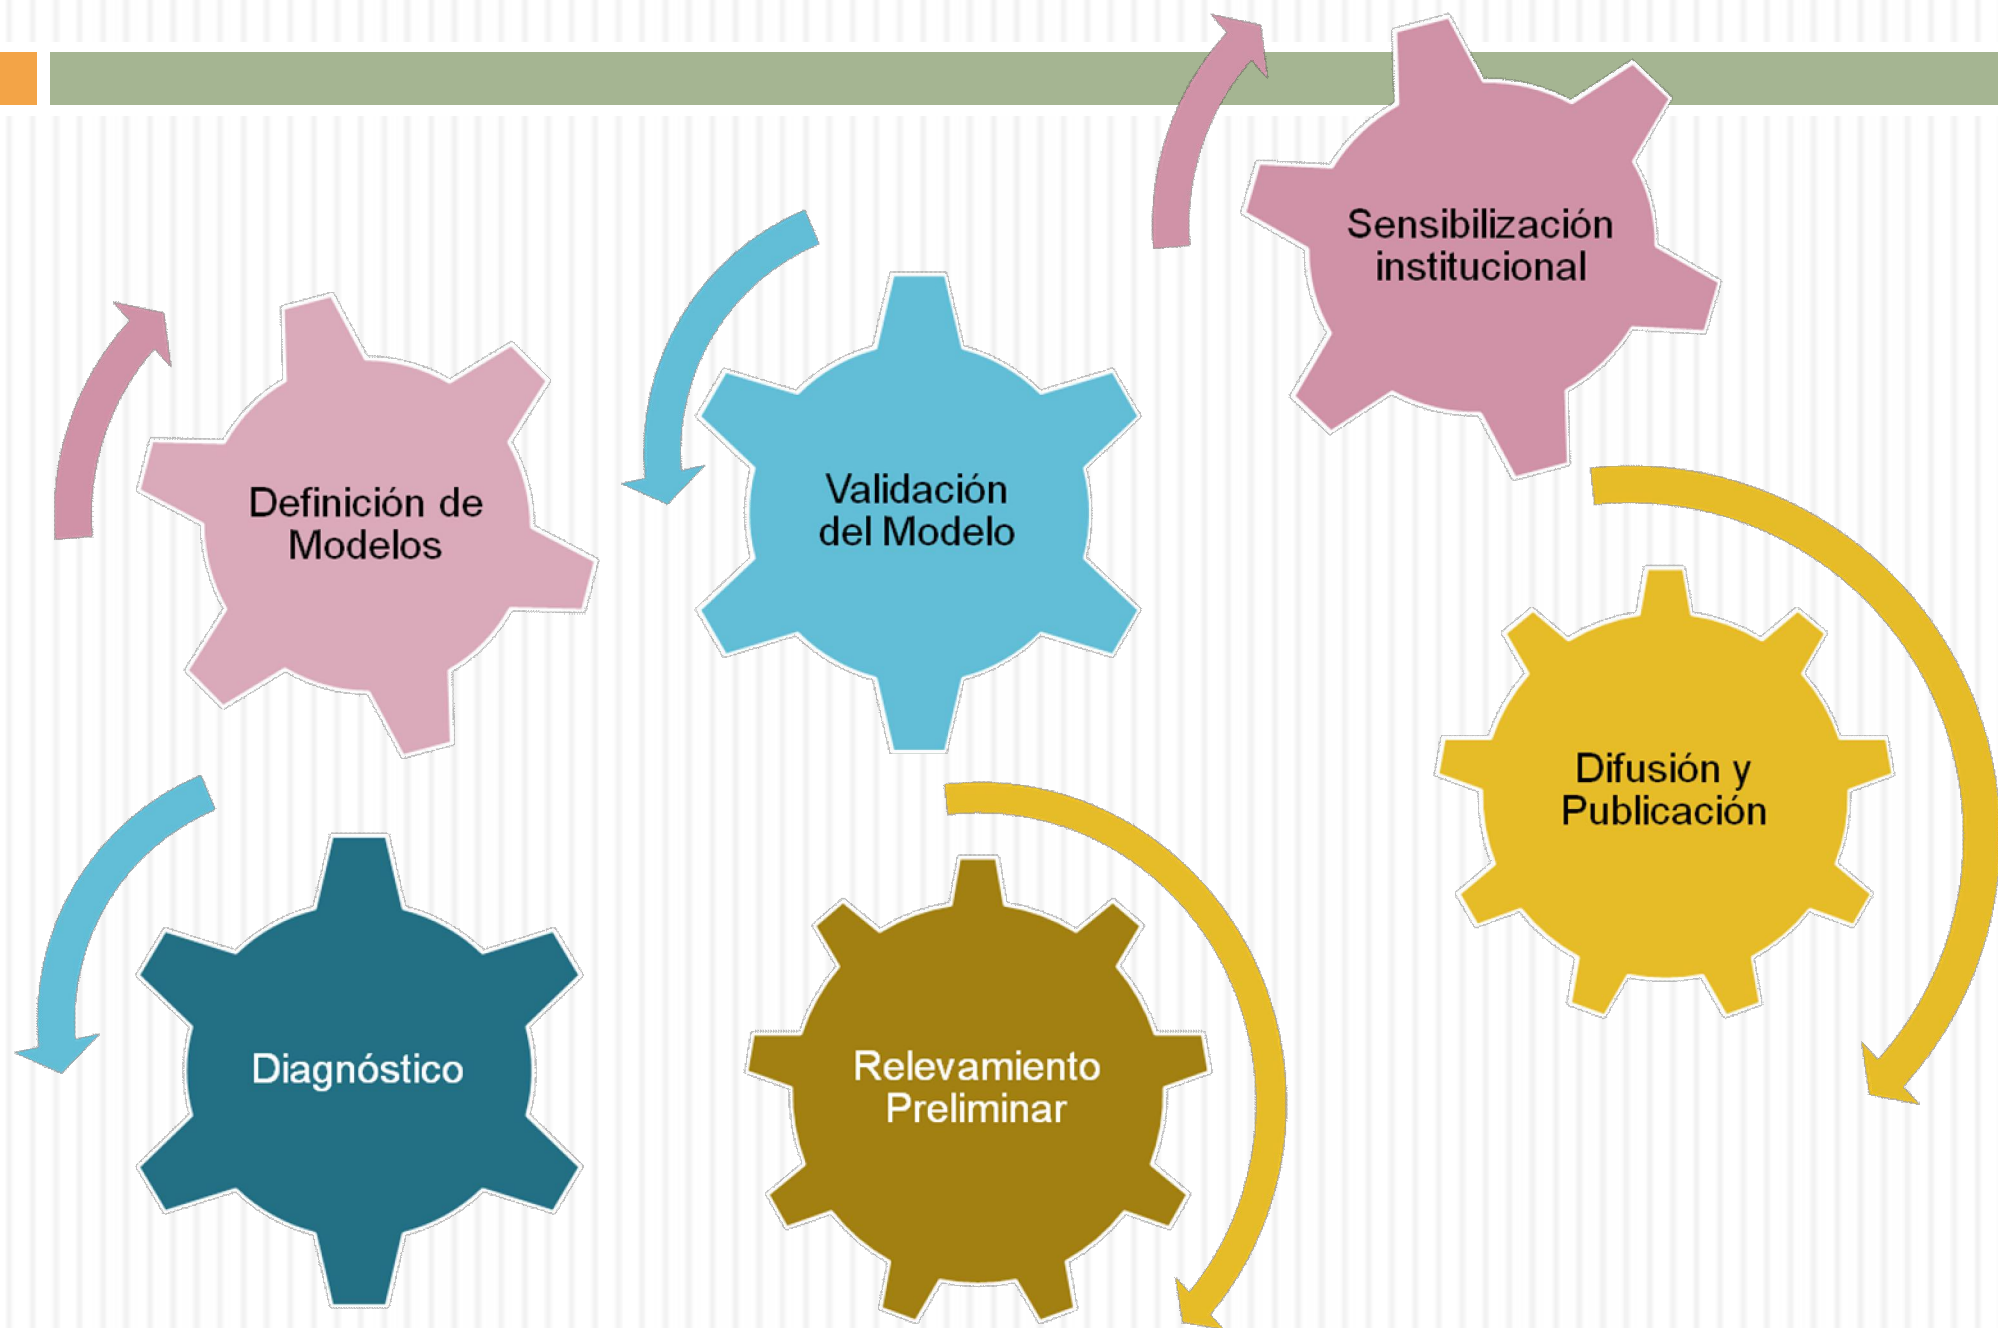 Sensibilización
institucional
Definición de
Modelos
Validación
del Modelo
Difusión y
Publicación
Diagnóstico
Relevamiento
Preliminar